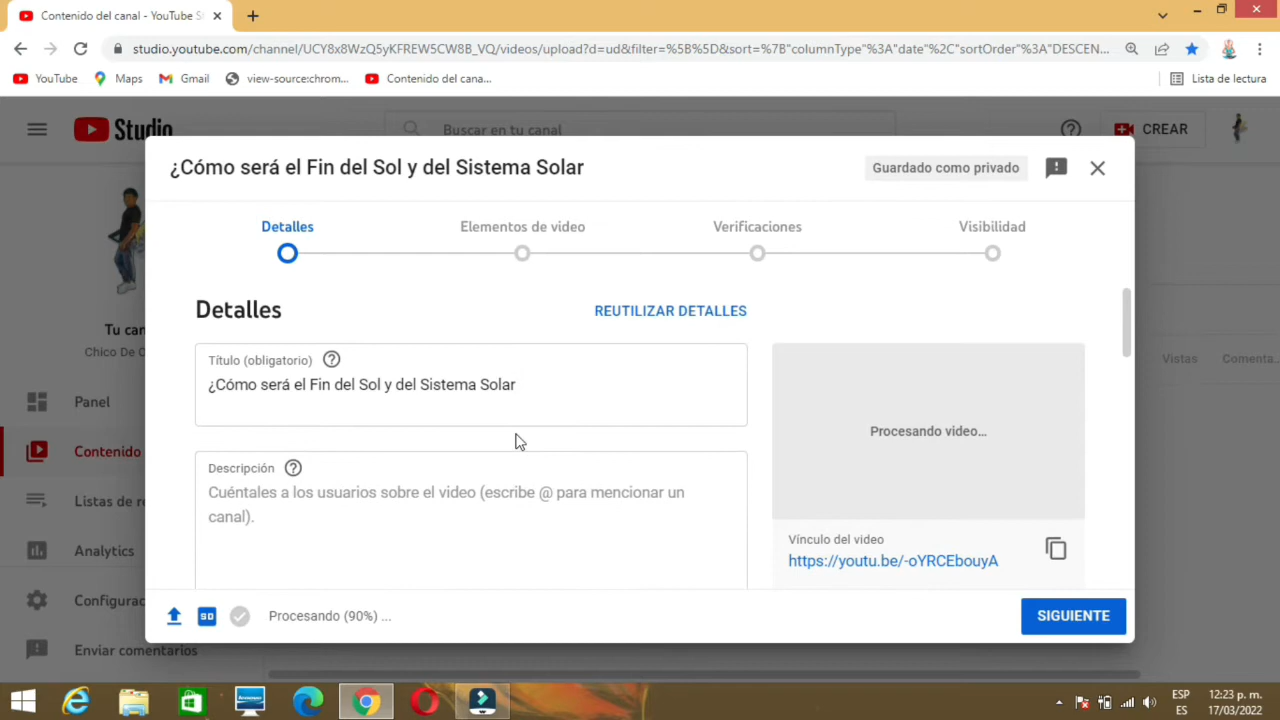 Contenido del canal - YouTube S
studio.youtube.com/channel/UCY8x8WzQ5yKFREW5CW8B_VQ/videos/upload?d=ud&filter=%5B%5D&sort=%7B"columnType"%3A"date"%2C"sortOrder"%3A"DESCEN...
YouTube Maps Gmail view-source:chrom... Contenido del cana... Lista de lectura
Studio Buscar en tu canal CREAR
¿Cómo será el Fin del Sol y del Sistema Solar Guardado como privado
Detalles Elementos de video Verificaciones Visibilidad
Detalles REUTILIZAR DETALLES
Tu can
Chico De C
Título (obligatorio)
¿Cómo será el Fin del Sol y del Sistema Solar
Vistas Comenta...
Panel
Procesando video...
Contenido
Descripción
Cuéntales a los usuarios sobre el video (escribe @ para mencionar un
canal).
Listas de re
Vínculo del video
https://youtu.be/-oYRCEbouyA
Analytics
Configurac
SD Procesando (90%) ... SIGUIENTE
Enviar comentarios
ESP 12:23 p. m.
ES 17/03/2022